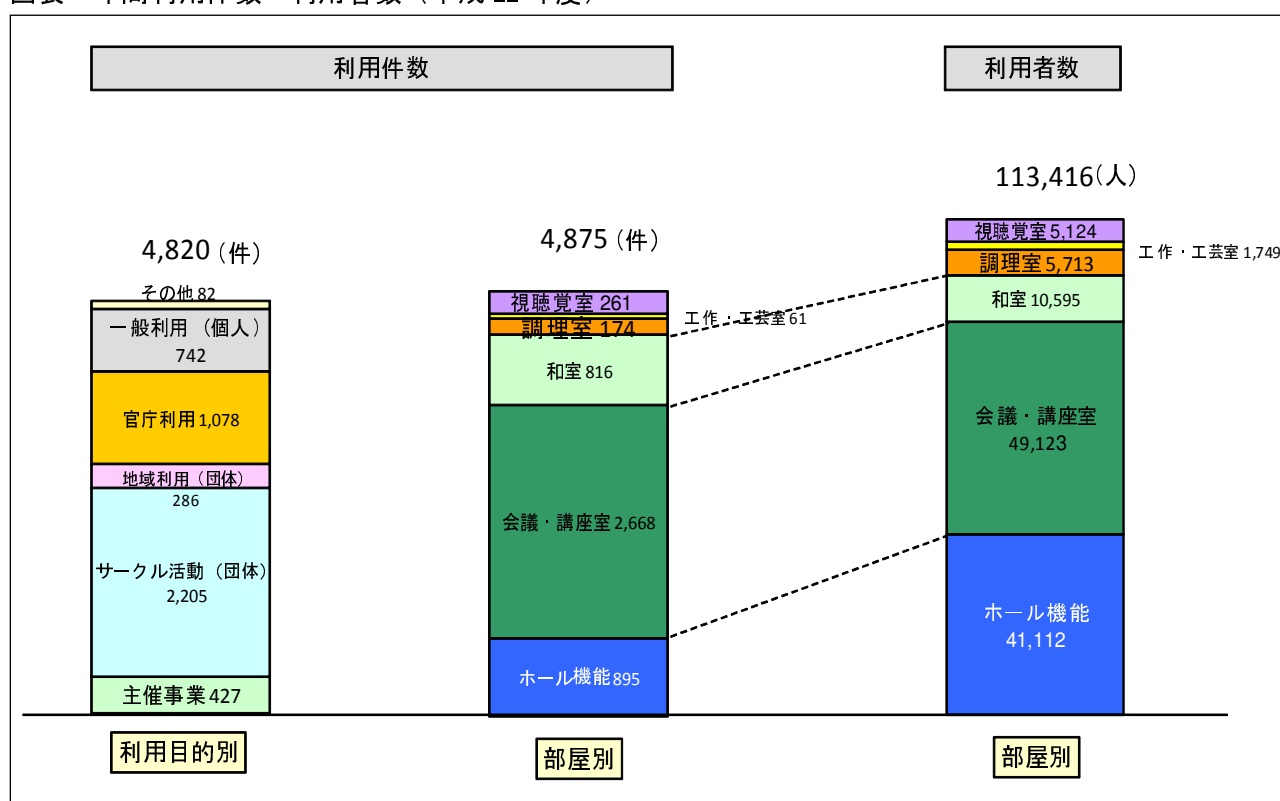 利用件数
利用者数
113,416(人)
4,820（件）
4,875（件）
その他 82
一般利用（個人）
742
官庁利用 1,078
地域利用（団体）
286
サークル活動（団体）
2,205
主催事業 427
視聴覚室 261
工作・工芸室 61
調理室 174
和室 816
会議・講座室 2,668
ホール機能 895
視聴覚室 5,124
工作・工芸室 1,749
調理室 5,713
和室 10,595
会議・講座室
49,123
ホール機能
41,112
利用目的別
部屋別
部屋別